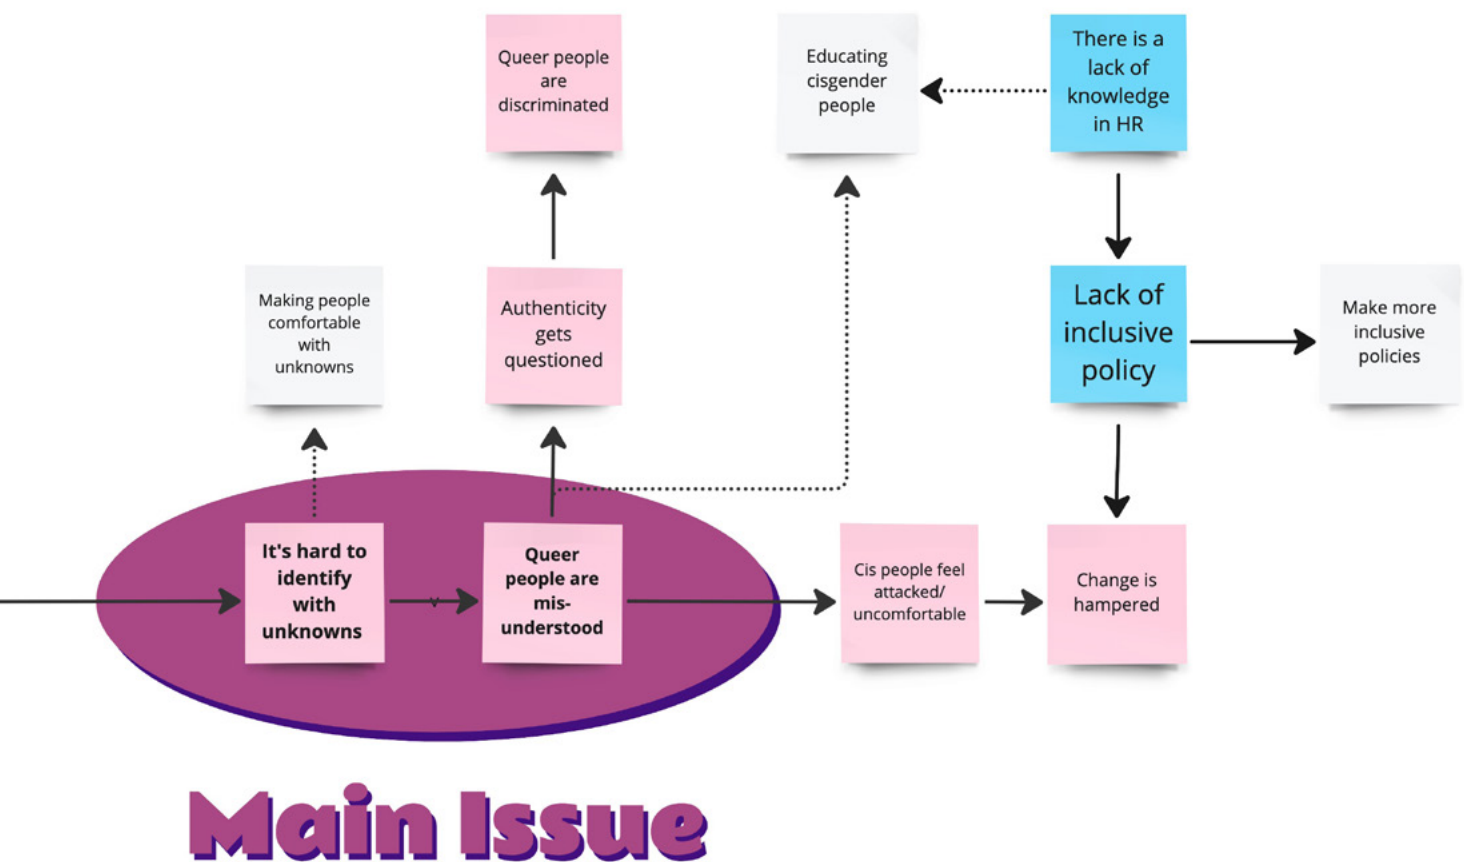 Queer people
are
discriminated
Educating
cisgender
people
There is a
lack of
knowledge
in HR
Making people
comfortable
with
unknowns
Authenticity
gets
questioned
Lack of
inclusive
policy
Make more
inclusive
policies
It's hard to
identify
with
unknowns
Queer
people are
mis-
understood
Cis people feel
attacked/
uncomfortable
Change is
hampered
Main Issue